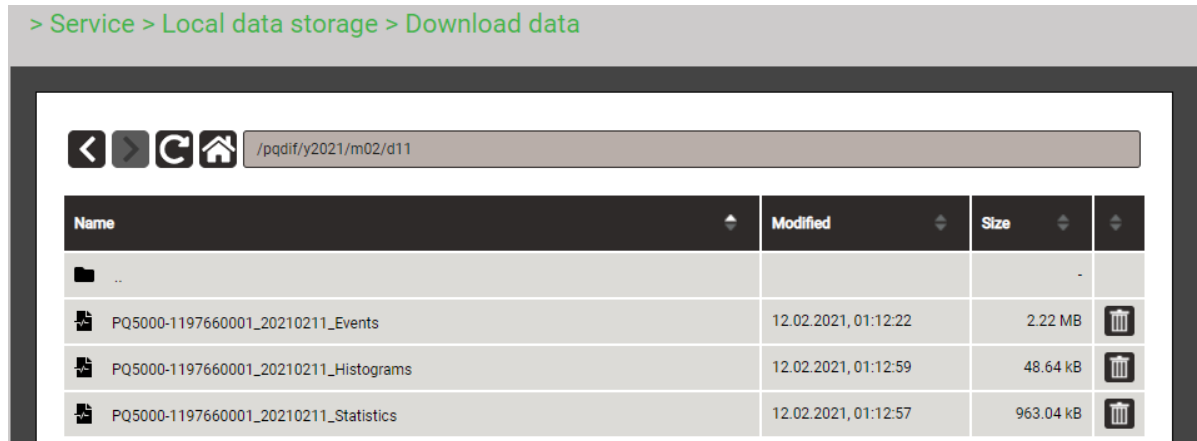 > Service > Local data storage > Download data
/pqdif/y2021/m02/d11
Name Modified Size
.. -
PQ5000-1197660001_20210211_Events 12.02.2021, 01:12:22 2.22 MB
PQ5000-1197660001_20210211_Histograms 12.02.2021, 01:12:59 48.64 kB
PQ5000-1197660001_20210211_Statistics 12.02.2021, 01:12:57 963.04 kB